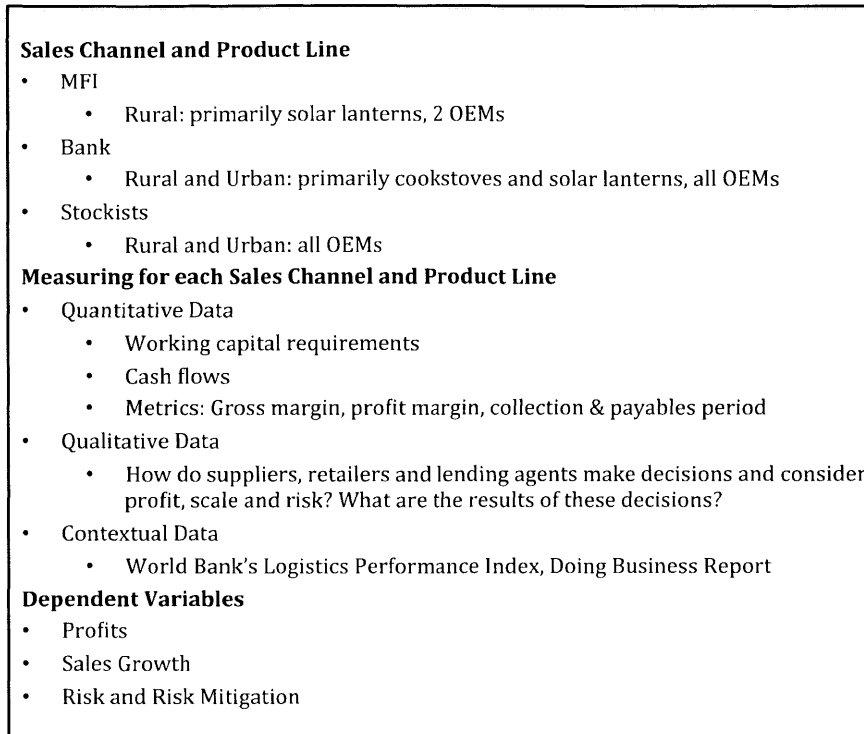 Sales Channel and Product Line
• MFI
• Rural: primarily solar lanterns, 2 OEMs
• Bank
• Rural and Urban: primarily cookstoves and solar lanterns, all OEMs
• Stockists
• Rural and Urban: all OEMs
Measuring for each Sales Channel and Product Line
• Quantitative Data
• Working capital requirements
• Cash flows
• Metrics: Gross margin, profit margin, collection & payables period
• Qualitative Data
• How do suppliers, retailers and lending agents make decisions and consider
profit, scale and risk? What are the results of these decisions?
• Contextual Data
• World Bank's Logistics Performance Index, Doing Business Report
Dependent Variables
• Profits
• Sales Growth
• Risk and Risk Mitigation